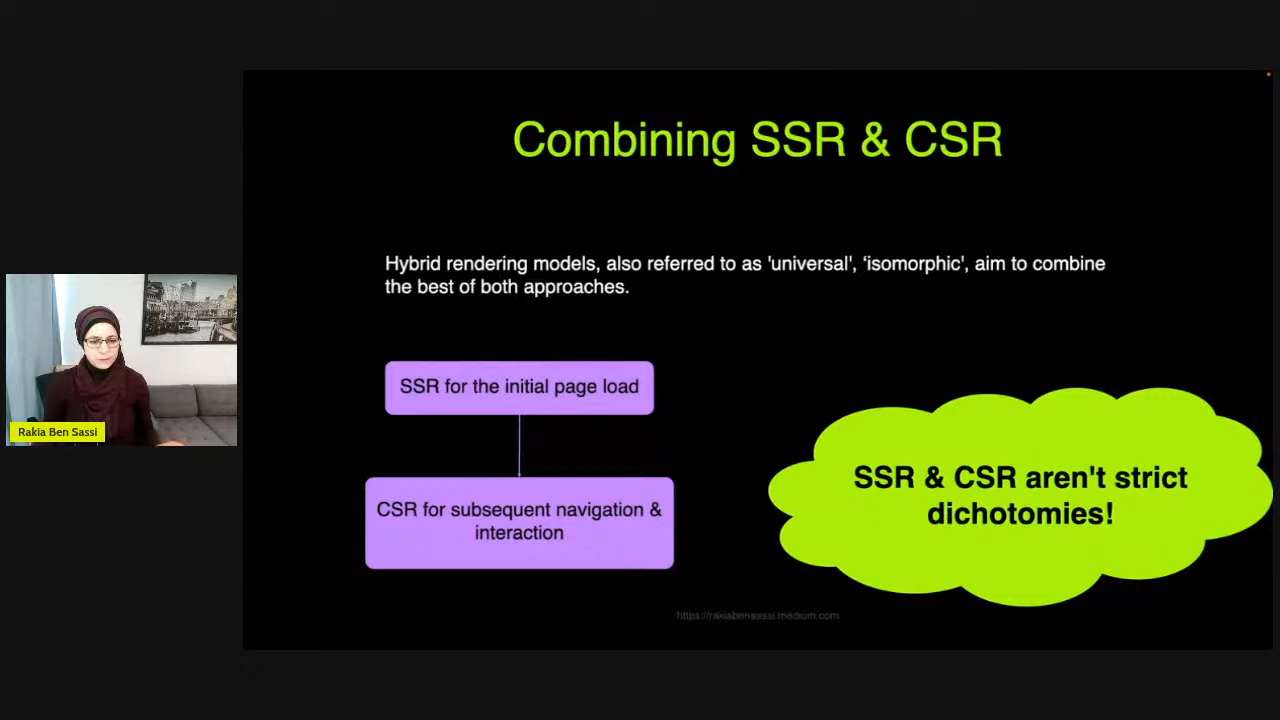 Combining SSR & CSR
Hybrid rendering models, also referred to as 'universal', ‘isomorphic', aim to combine
the best of both approaches.
SSR for the initial page load
CSR for subsequent navigation &
interaction
SSR & CSR aren't strict
dichotomies!
Rakia Ben Sassi
https://rakiabensassi.medium.com